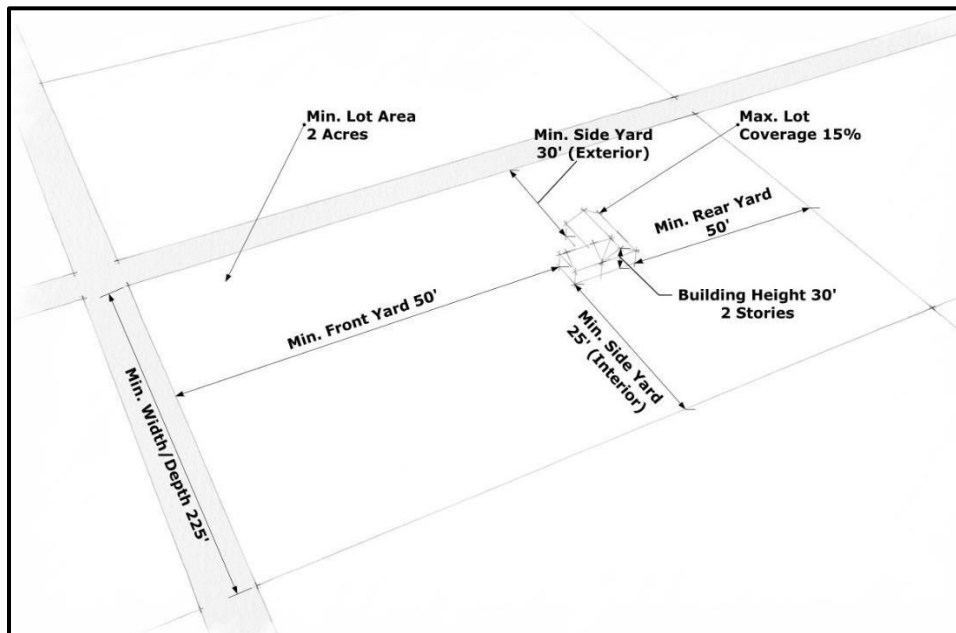 Min. Lot Area
2 Acres
Min. Side Yard
30' (Exterior)
Max. Lot
Coverage 15%
Min. Rear Yard
50'
Building Height 30'
2 Stories
Min. Front Yard 50'
Min. Side Yard
25' (Interior)
Min. Width/Depth 225'